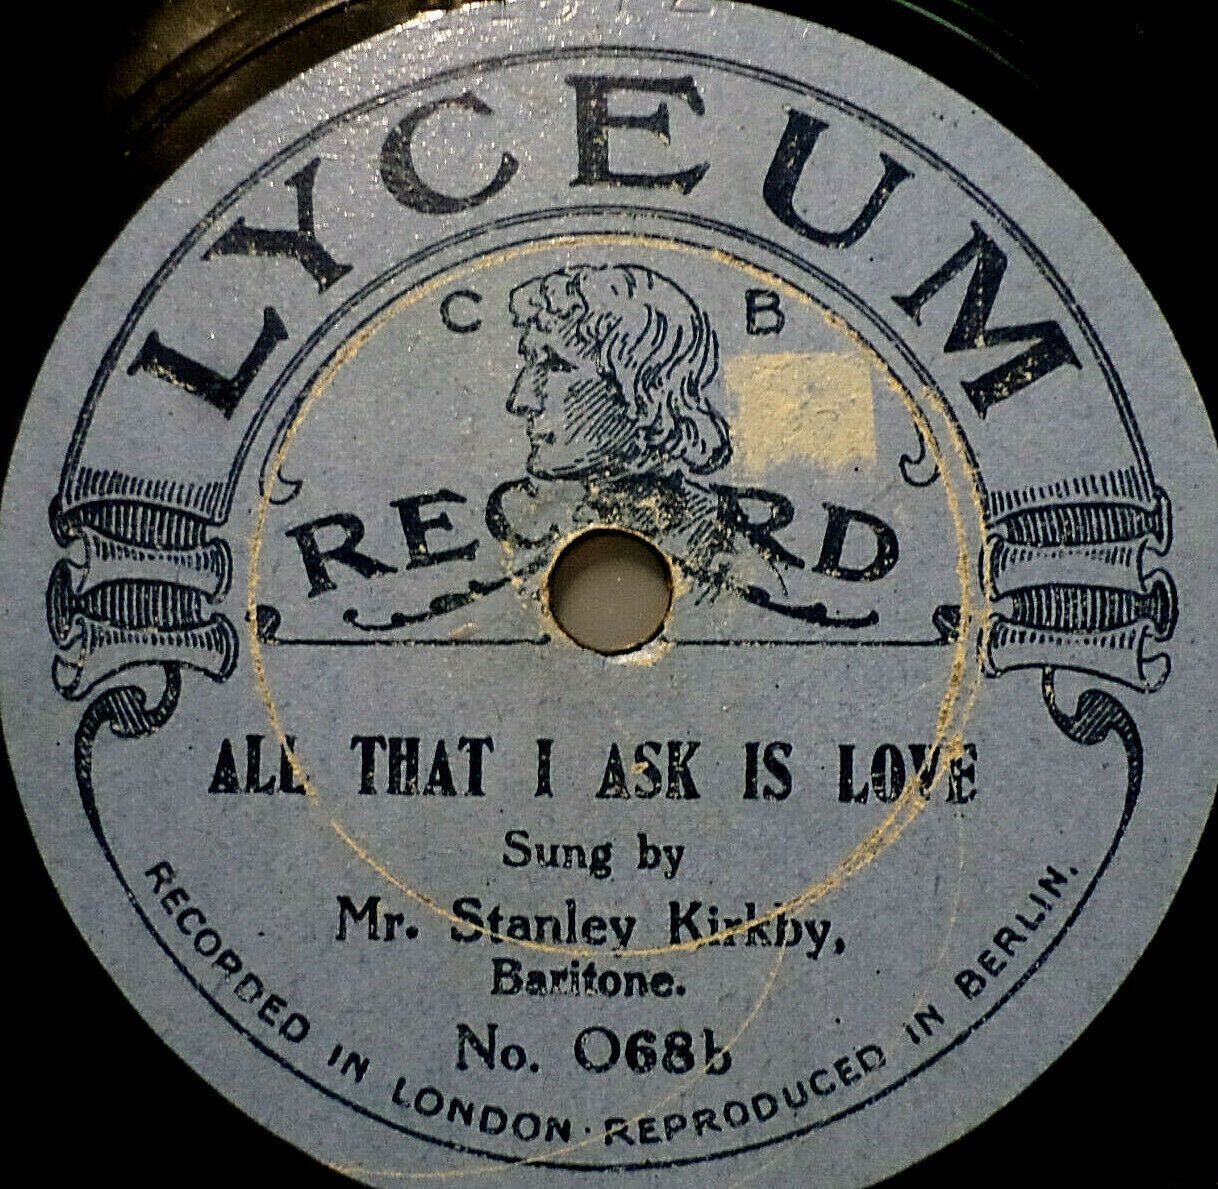 LYCEUM
C B
RECORD
ALL THAT I ASK IS LOVE
Sung by
Mr. Stanley Kirkby,
Baritone.
No. O68b
RECORDED IN LONDON · REPRODUCED IN BERLIN.